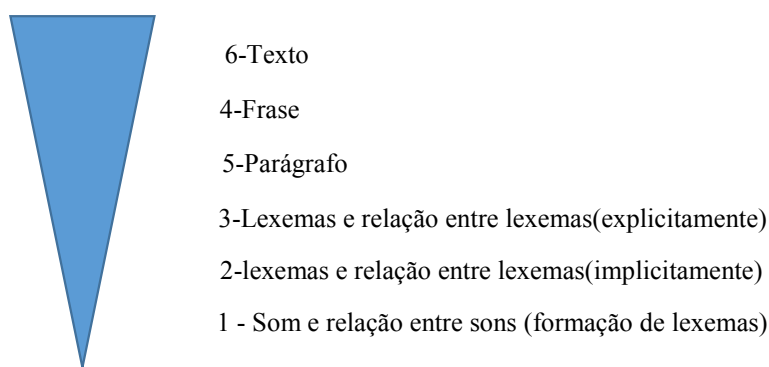 6-Texto
4-Frase
5-Parágrafo
3-Lexemas e relação entre lexemas(explicitamente)
2-lexemas e relação entre lexemas(implicitamente)
1 - Som e relação entre sons (formação de lexemas)